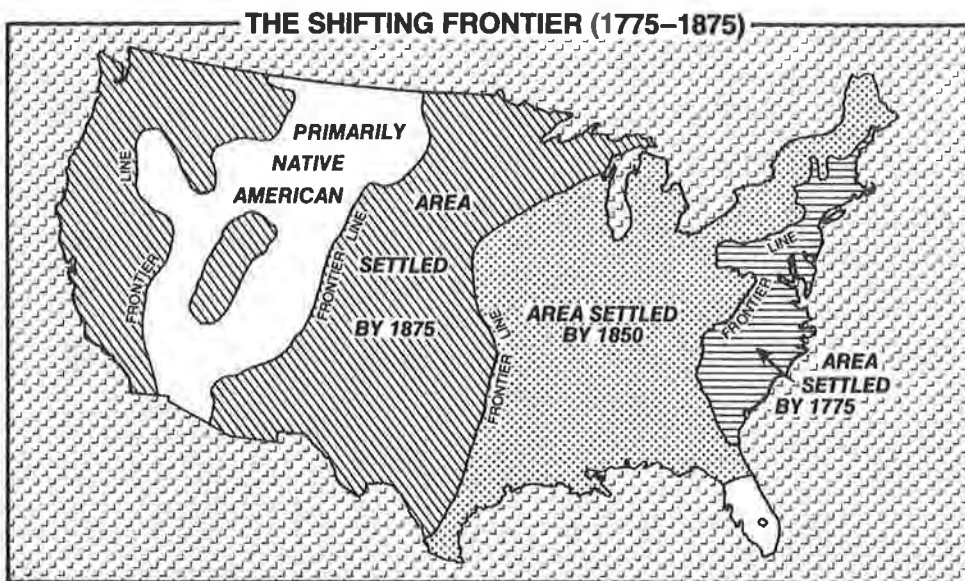 THE SHIFTING FRONTIER (1775–1875)
PRIMARILY
NATIVE
AMERICAN
LINE
FRONTIER
FRONTIER LINE
AREA
SETTLED
BY 1875
FRONTIER LINE
AREA SETTLED
BY 1850
FRONTIER LINE
AREA
SETTLED
BY 1775